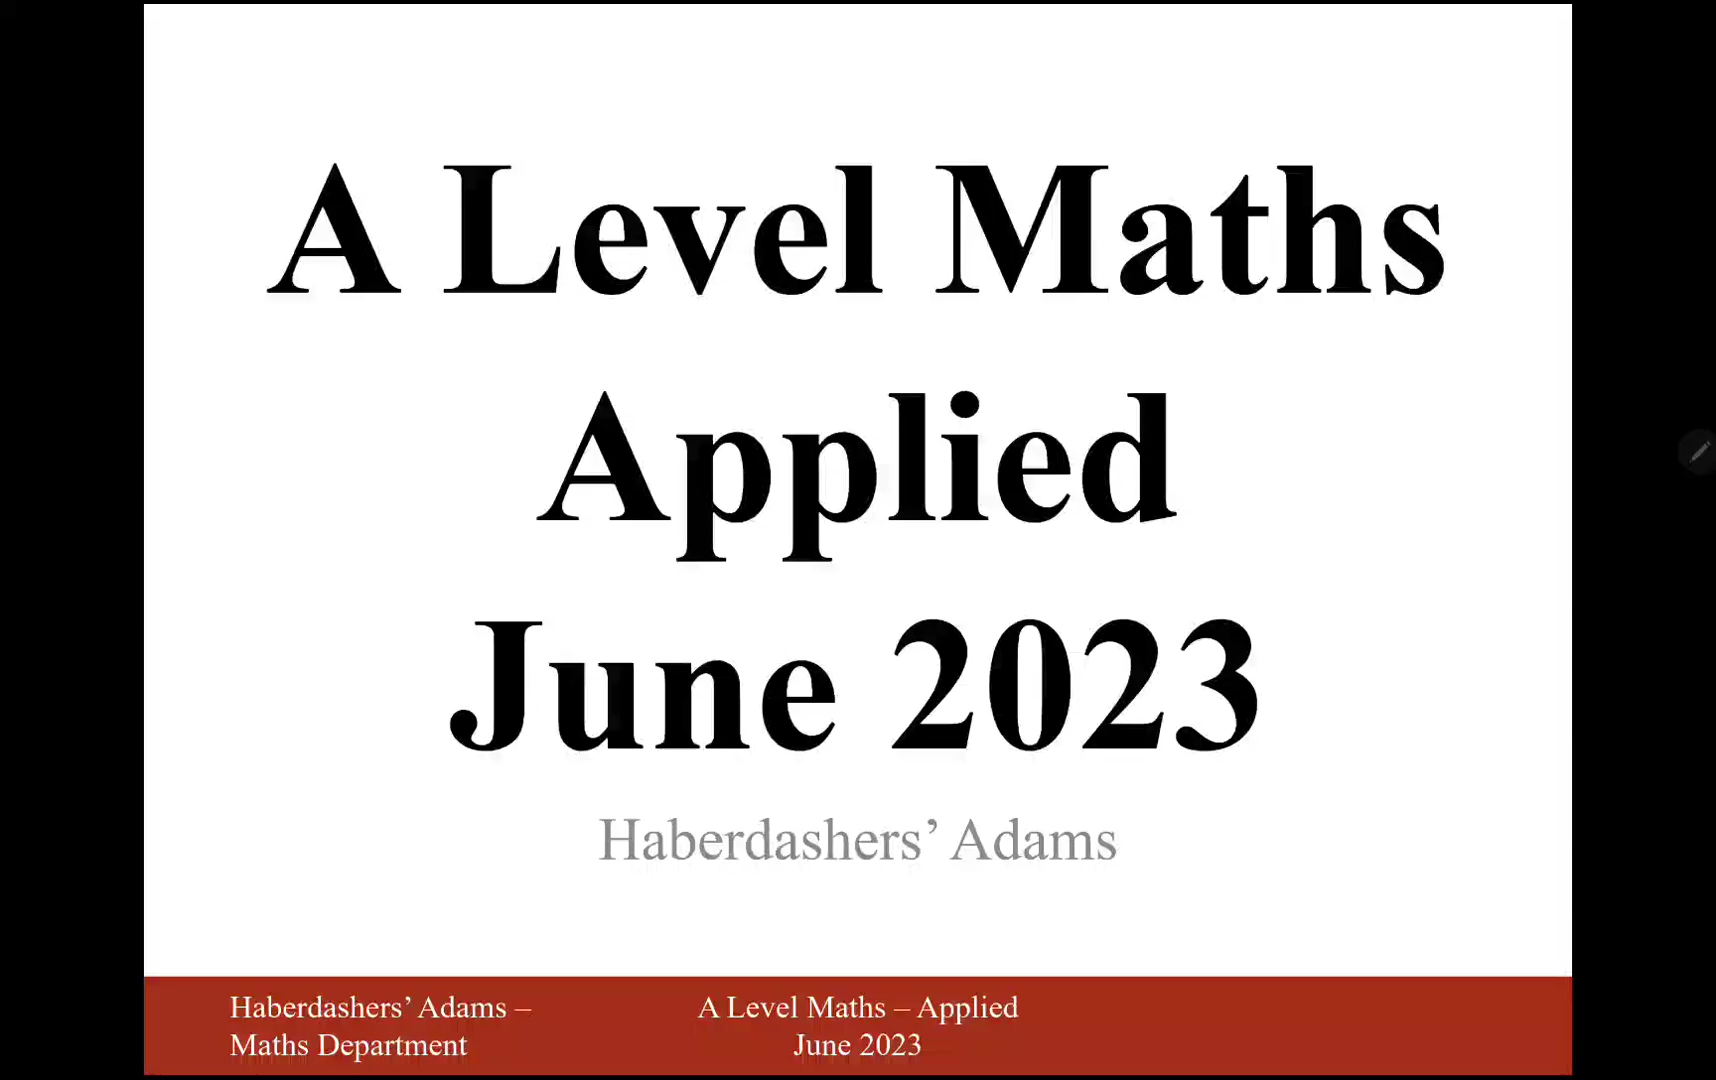 A Level Maths
Applied
June 2023
Haberdashers’ Adams
Haberdashers’ Adams –
Maths Department
A Level Maths – Applied
June 2023